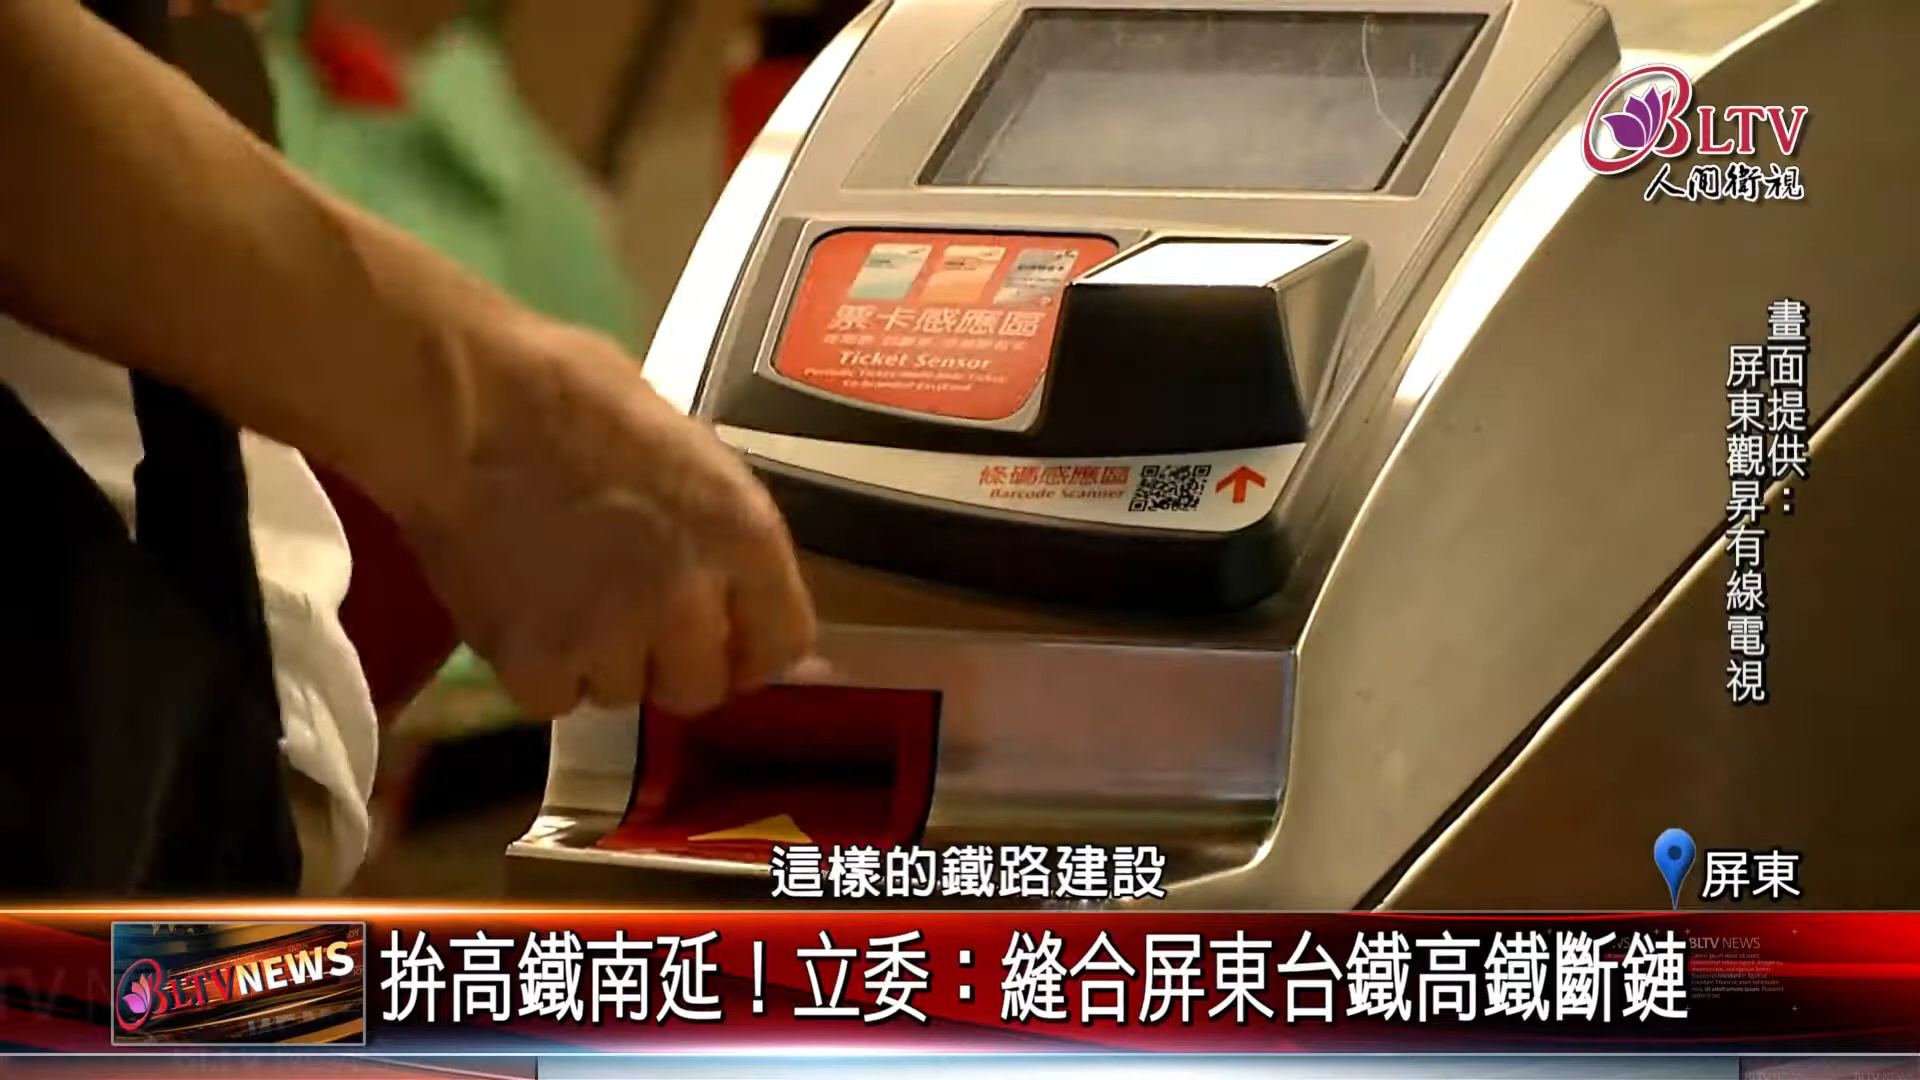 BLTV
人間衛視
畫面提供：
屏東觀昇有線電視
票卡感應區
Ticket Sensor
條碼感應區
Barcode Scanner
這樣的鐵路建設
屏東
BLTVNEWS
拚高鐵南延！立委：縫合屏東台鐵高鐵斷鏈
BLTV NEWS